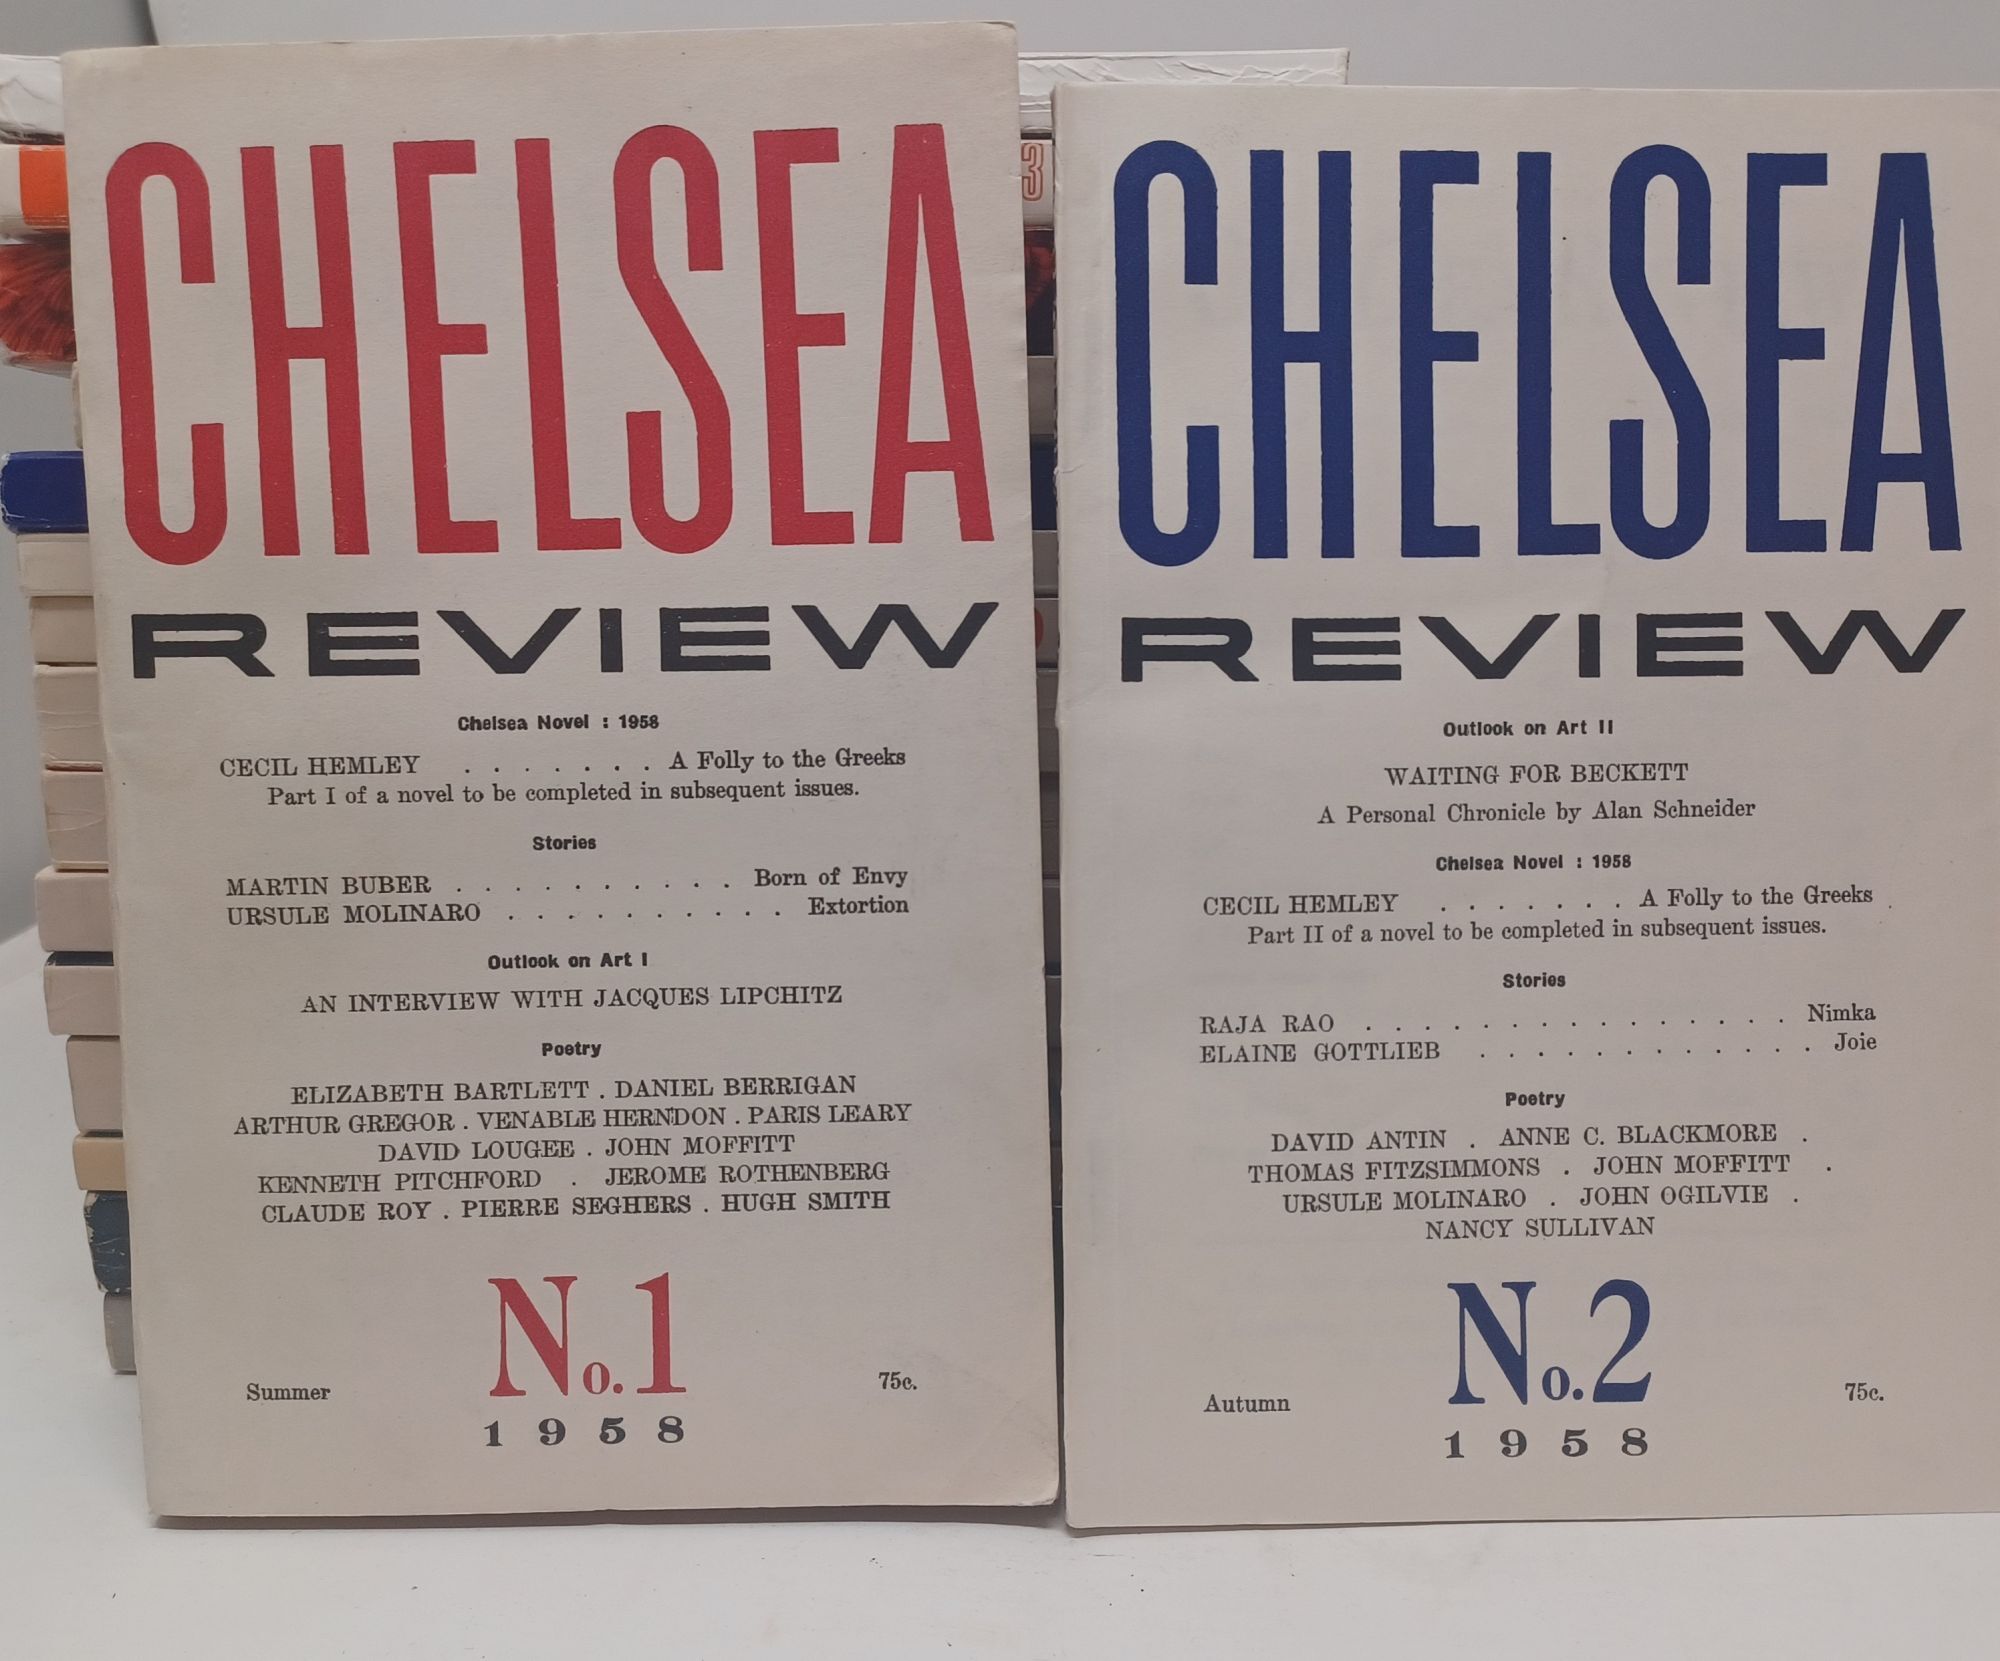 CHELSEA
REVIEW
Chelsea Novel : 1958
CECIL HEMLEY . . . . . . . A Folly to the Greeks
Part I of a novel to be completed in subsequent issues.
Stories
MARTIN BUBER . . . . . . . . . . Born of Envy
URSULE MOLINARO . . . . . . . . . . Extortion
Outlook on Art I
AN INTERVIEW WITH JACQUES LIPCHITZ
Poetry
ELIZABETH BARTLETT . DANIEL BERRIGAN
ARTHUR GREGOR . VENABLE HERNDON . PARIS LEARY
DAVID LOUGEE . JOHN MOFFITT
KENNETH PITCHFORD . JEROME ROTHENBERG
CLAUDE ROY . PIERRE SEGHERS . HUGH SMITH
Summer
No. 1
75c.
1958
3
CHELSEA
REVIEW
Outlook on Art II
WAITING FOR BECKETT
A Personal Chronicle by Alan Schneider
Chelsea Novel : 1958
CECIL HEMLEY . . . . . . . A Folly to the Greeks
Part II of a novel to be completed in subsequent issues.
Stories
RAJA RAO . . . . . . . . . . . . . . . Nimka
ELAINE GOTTLIEB . . . . . . . . . . . . Joie
Poetry
DAVID ANTIN . ANNE C. BLACKMORE .
THOMAS FITZSIMMONS . JOHN MOFFITT .
URSULE MOLINARO . JOHN OGILVIE .
NANCY SULLIVAN
Autumn
No. 2
75c.
1958